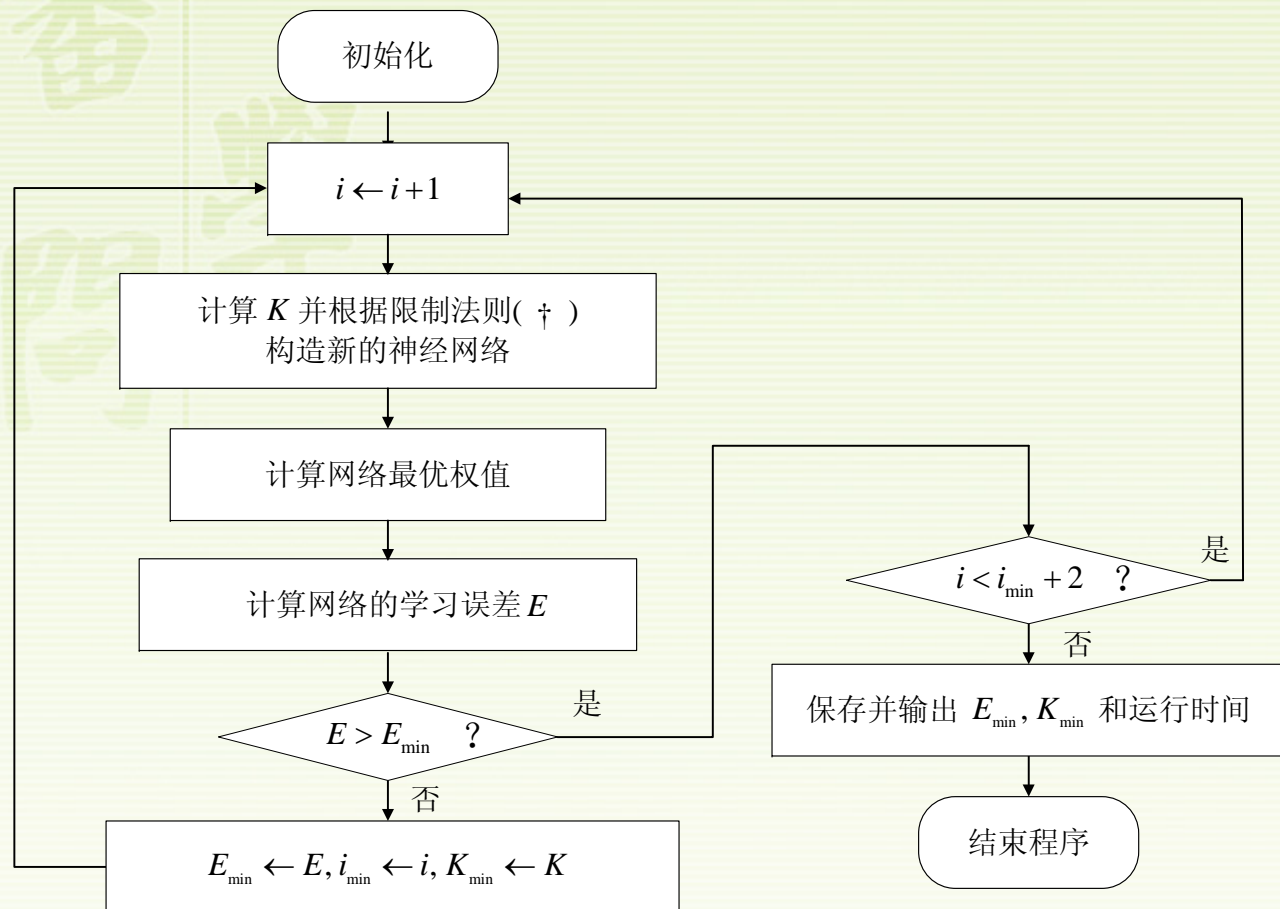 初始化
i ← i + 1
计算 K 并根据限制法则( † )
构造新的神经网络
计算网络最优权值
计算网络的学习误差 E
E > E_min ?
是
否
E_min ← E, i_min ← i, K_min ← K
i < i_min + 2 ?
是
否
保存并输出 E_min, K_min 和运行时间
结束程序